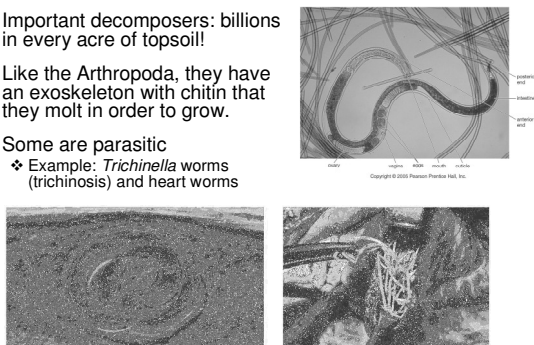 Important decomposers: billions
in every acre of topsoil!
Like the Arthropoda, they have
an exoskeleton with chitin that
they molt in order to grow.
Some are parasitic
❖ Example: Trichinella worms
(trichinosis) and heart worms
posterior
end
intestine
anterior
end
ovary
vagina
eggs
mouth
cuticle
Copyright © 2005 Pearson Prentice Hall, Inc.